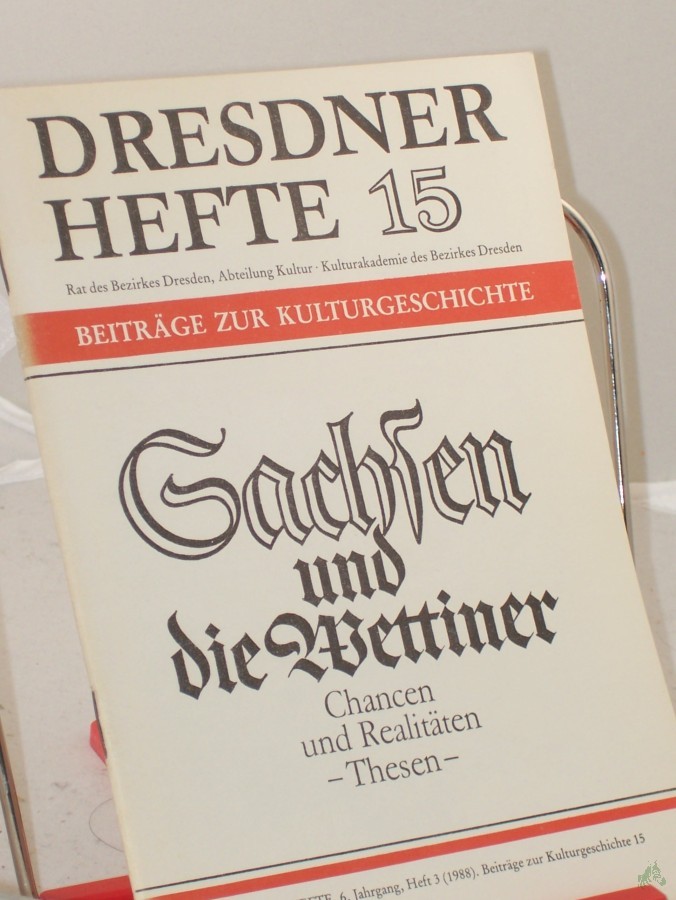 DRESDNER
HEFTE 15
Rat des Bezirkes Dresden, Abteilung Kultur · Kulturakademie des Bezirkes Dresden
BEITRÄGE ZUR KULTURGESCHICHTE
Sachſen
und
die Wettiner
Chancen
und Realitäten
–Thesen–
6. Jahrgang, Heft 3 (1988). Beiträge zur Kulturgeschichte 15